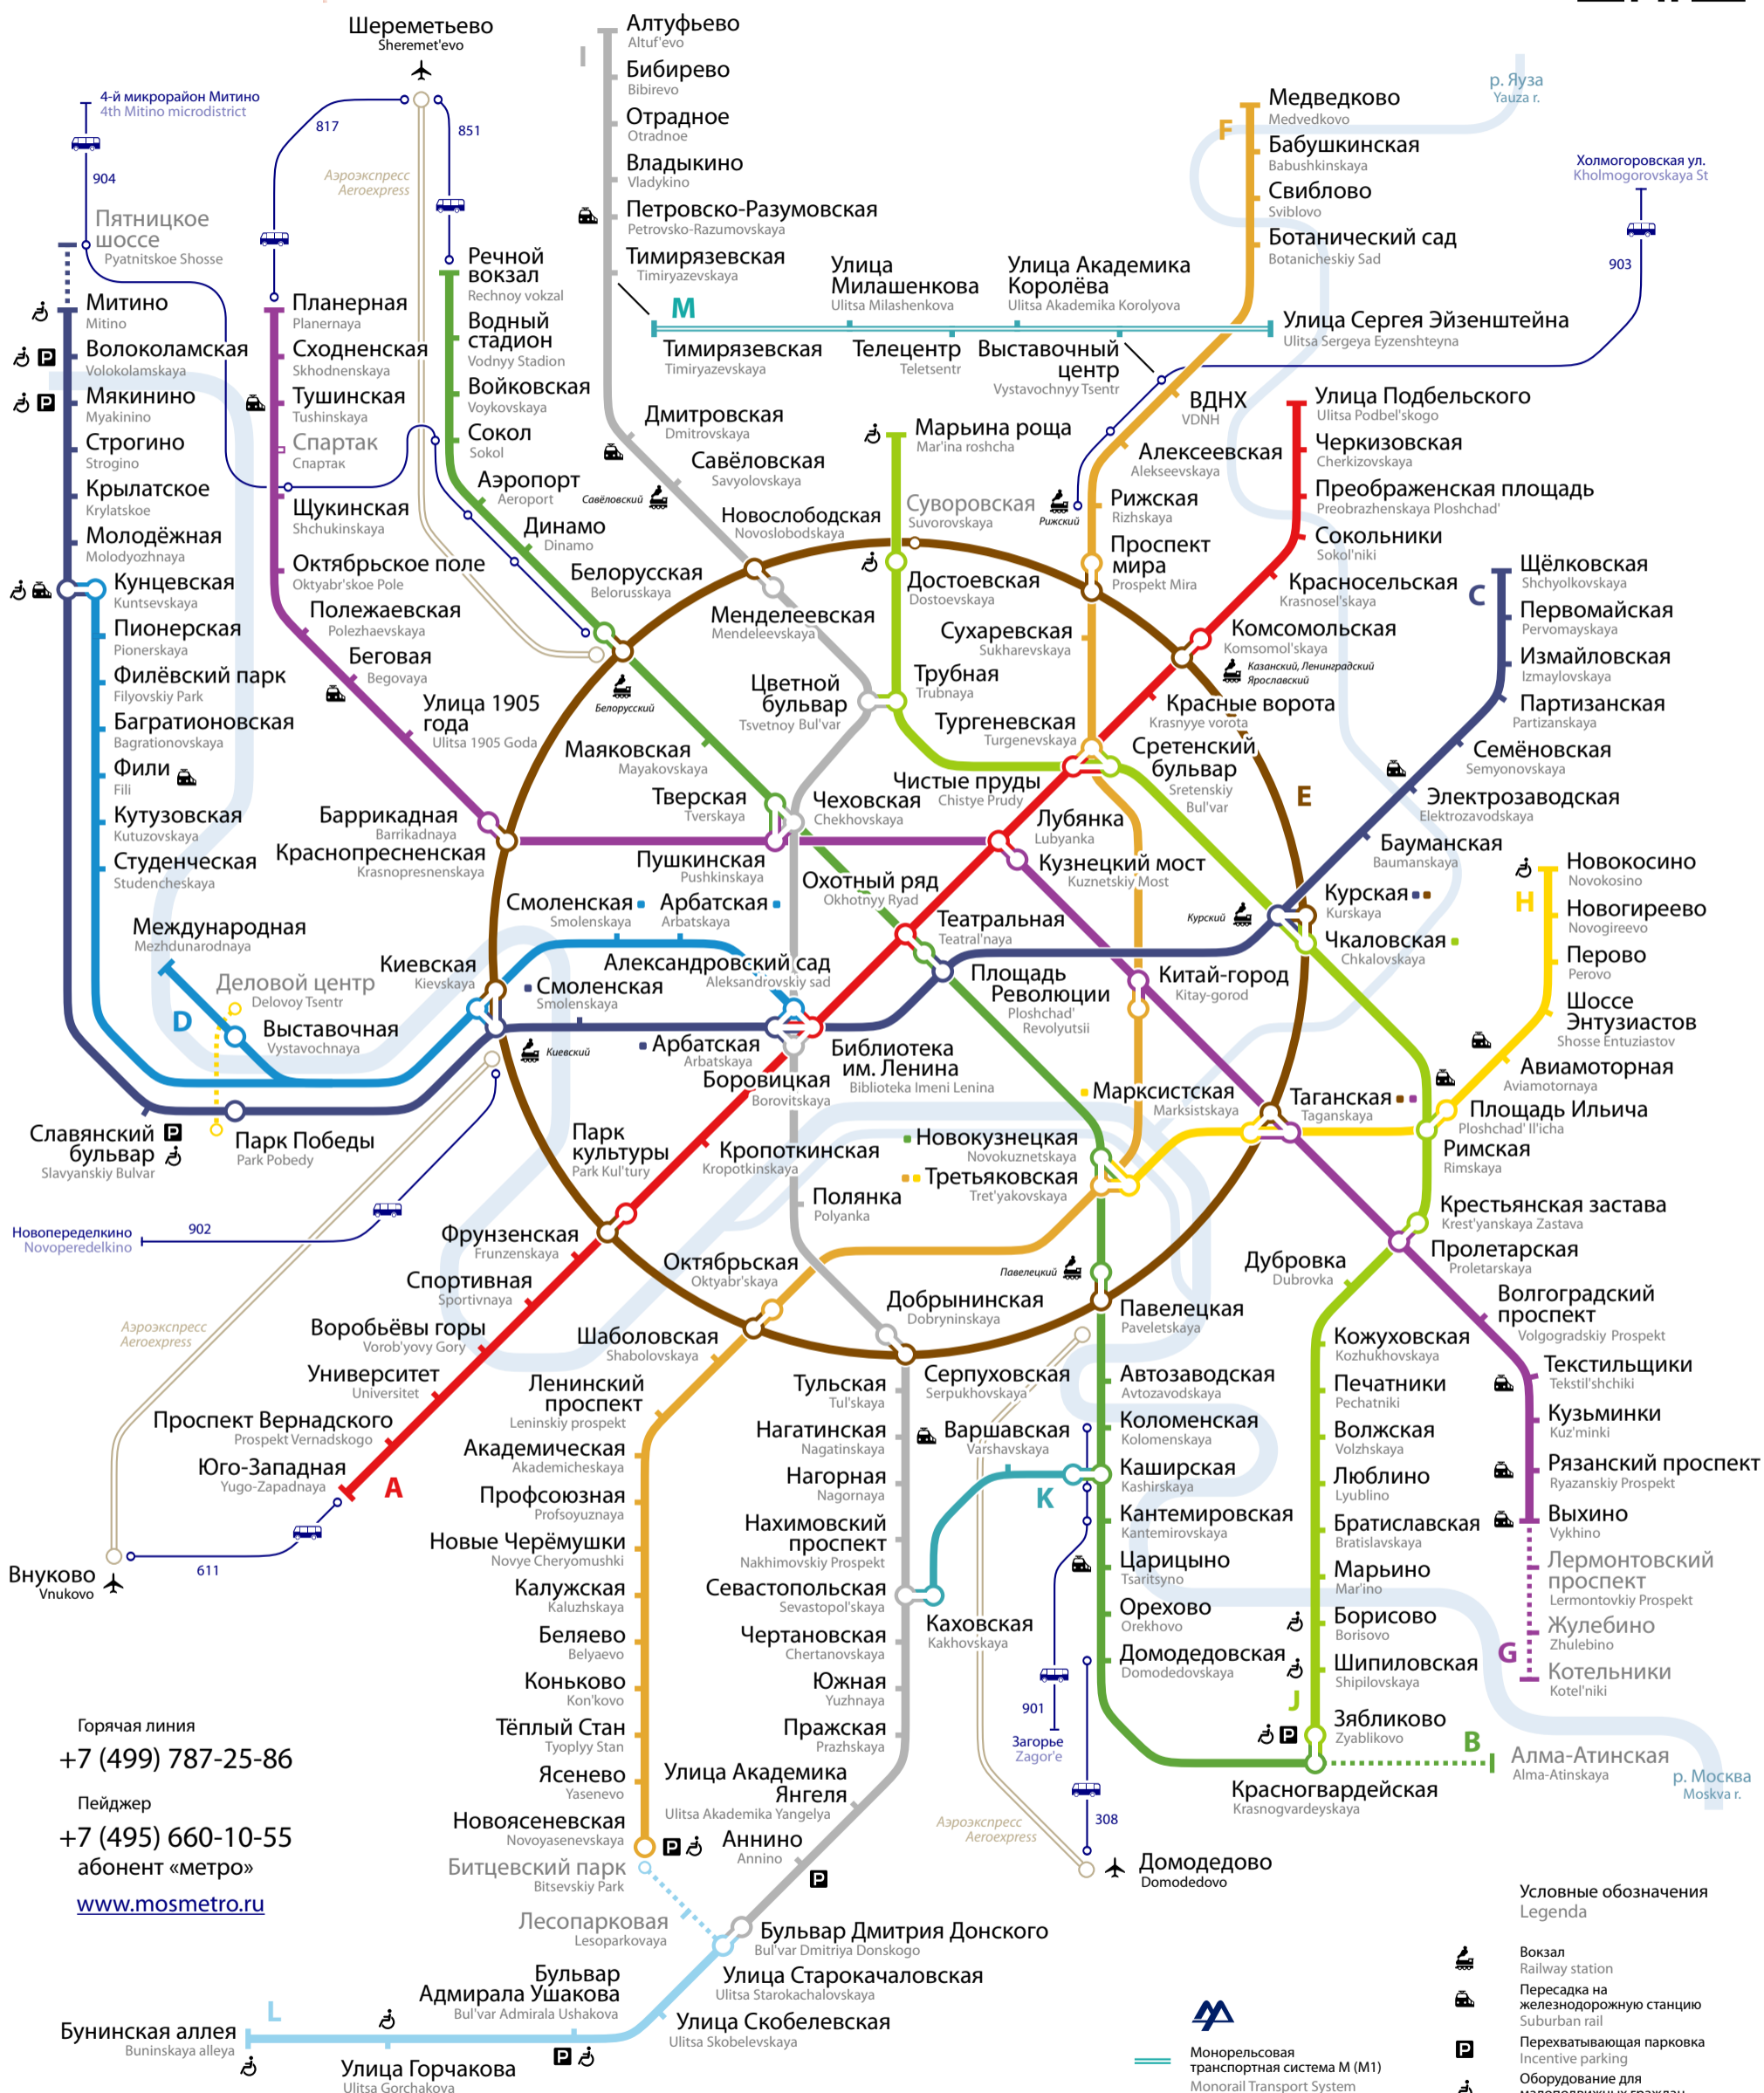 Шереметьево
Sheremet'evo
4-й микрорайон Митино
4th Mitino microdistrict
904
817
851
Аэроэкспресс
Aeroexpress
Пятницкое
шоссе
Pyatnitskoe Shosse
Митино
Mitino
Волоколамская
Volokolamskaya
P
Мякинино
Myakinino
P
Строгино
Strogino
Крылатское
Krylatskoe
Молодёжная
Molodyozhnaya
Кунцевская
Kuntsevskaya
Пионерская
Pionerskaya
Филёвский парк
Filyovskiy Park
Багратионовская
Bagrationovskaya
Фили
Fili
Кутузовская
Kutuzovskaya
Студенческая
Studencheskaya
Международная
Mezhdunarodnaya
Деловой центр
Delovoy Tsentr
D
Выставочная
Vystavochnaya
Славянский
бульвар
Slavyanskiy Bulvar
P
Парк Победы
Park Pobedy
Планерная
Planernaya
Сходненская
Skhodnenskaya
Тушинская
Tushinskaya
Спартак
Спартак
Щукинская
Shchukinskaya
Октябрьское поле
Oktyabr'skoe Pole
Полежаевская
Polezhaevskaya
Беговая
Begovaya
Улица 1905
года
Ulitsa 1905 Goda
Баррикадная
Barrikadnaya
Краснопресненская
Krasnopresnenskaya
Речной
вокзал
Rechnoy vokzal
Водный
стадион
Vodnyy Stadion
Войковская
Voykovskaya
Сокол
Sokol
Аэропорт
Aeroport
Динамо
Dinamo
Белорусская
Belorusskaya
Белорусский
Маяковская
Mayakovskaya
Тверская
Tverskaya
Пушкинская
Pushkinskaya
Чеховская
Chekhovskaya
I
Алтуфьево
Altuf'evo
Бибирево
Bibirevo
Отрадное
Otradnoe
Владыкино
Vladykino
Петровско-Разумовская
Petrovsko-Razumovskaya
Тимирязевская
Timiryazevskaya
M
Тимирязевская
Timiryazevskaya
Улица
Милашенкова
Ulitsa Milashenkova
Телецентр
Teletsentr
Улица Академика
Королёва
Ulitsa Akademika Korolyova
Выставочный
центр
Vystavochnyy Tsentr
Улица Сергея Эйзенштейна
Ulitsa Sergeya Eyzenshteyna
Дмитровская
Dmitrovskaya
Савёловская
Savyolovskaya
Савёловский
Новослободская
Novoslobodskaya
Менделеевская
Mendeleevskaya
Цветной
бульвар
Tsvetnoy Bul'var
Марьина роща
Mar'ina roshcha
Суворовская
Suvorovskaya
Достоевская
Dostoevskaya
Трубная
Trubnaya
Сухаревская
Sukharevskaya
Тургеневская
Turgenevskaya
Чистые пруды
Chistye Prudy
Сретенский
бульвар
Sretenskiy
Bul'var
F
Медведково
Medvedkovo
Бабушкинская
Babushkinskaya
Свиблово
Sviblovo
Ботанический сад
Botanicheskiy Sad
ВДНХ
VDNH
Алексеевская
Alekseevskaya
Рижская
Rizhskaya
Рижский
Проспект
мира
Prospekt Mira
р. Яуза
Yauza r.
Холмогоровская ул.
Kholmogorovskaya St
903
Улица Подбельского
Ulitsa Podbel'skogo
Черкизовская
Cherkizovskaya
Преображенская площадь
Preobrazhenskaya Ploshchad'
Сокольники
Sokol'niki
Красносельская
Krasnosel'skaya
Комсомольская
Komsomol'skaya
Казанский, Ленинградский
Ярославский
Красные ворота
Krasnye vorota
C
Щёлковская
Shchyolkovskaya
Первомайская
Pervomayskaya
Измайловская
Izmaylovskaya
Партизанская
Partizanskaya
Семёновская
Semyonovskaya
Электрозаводская
Elektrozavodskaya
Бауманская
Baumanskaya
E
Курская
Kurskaya
Курский
Чкаловская
Chkalovskaya
H
Новокосино
Novokosino
Новогиреево
Novogireevo
Перово
Perovo
Шоссе
Энтузиастов
Shosse Entuziastov
Авиамоторная
Aviamotornaya
Площадь Ильича
Ploshchad' Il'icha
Римская
Rimskaya
Лубянка
Lubyanka
Кузнецкий мост
Kuznetskiy Most
Охотный ряд
Okhotnyy Ryad
Театральная
Teatral'naya
Площадь
Революции
Ploshchad'
Revolyutsii
Китай-город
Kitay-gorod
Смоленская
Smolenskaya
Арбатская
Arbatskaya
Киевская
Kievskaya
Киевский
Смоленская
Smolenskaya
Александровский сад
Aleksandrovskiy sad
Арбатская
Arbatskaya
Библиотека
им. Ленина
Biblioteka Imeni Lenina
Боровицкая
Borovitskaya
Кропоткинская
Kropotkinskaya
Полянка
Polyanka
Парк
культуры
Park Kul'tury
Марксистская
Marksistskaya
Таганская
Taganskaya
Новокузнецкая
Novokuznetskaya
Третьяковская
Tret'yakovskaya
Крестьянская застава
Krest'yanskaya Zastava
Пролетарская
Proletarskaya
Дубровка
Dubrovka
Волгоградский
проспект
Volgogradskiy Prospekt
Текстильщики
Tekstil'shchiki
Кузьминки
Kuz'minki
Рязанский проспект
Ryazanskiy Prospekt
Выхино
Vykhino
Лермонтовский
проспект
Lermontovkiy Prospekt
Жулебино
Zhulebino
G
Котельники
Kotel'niki
Новопеределкино
Novoperedelkino
902
Фрунзенская
Frunzenskaya
Спортивная
Sportivnaya
Воробьёвы горы
Vorob'yovy Gory
Университет
Universitet
Проспект Вернадского
Prospekt Vernadskogo
Юго-Западная
Yugo-Zapadnaya
A
Аэроэкспресс
Aeroexpress
Внуково
Vnukovo
611
Октябрьская
Oktyabr'skaya
Шаболовская
Shabolovskaya
Ленинский
проспект
Leninskiy prospekt
Академическая
Akademicheskaya
Профсоюзная
Profsoyuznaya
Новые Черёмушки
Novye Cheryomushki
Калужская
Kaluzhskaya
Беляево
Belyaevo
Коньково
Kon'kovo
Тёплый Стан
Tyoplyy Stan
Ясенево
Yasenevo
Новоясеневская
Novoyasenevskaya
P
Битцевский парк
Bitsevskiy Park
Лесопарковая
Lesoparkovaya
Добрынинская
Dobryninskaya
Серпуховская
Serpukhovskaya
Тульская
Tul'skaya
Нагатинская
Nagatinskaya
Нагорная
Nagornaya
Нахимовский
проспект
Nakhimovskiy Prospekt
Севастопольская
Sevastopol'skaya
Чертановская
Chertanovskaya
Южная
Yuzhnaya
Пражская
Prazhskaya
Улица Академика
Янгеля
Ulitsa Akademika Yangelya
Аннино
Annino
P
Бульвар Дмитрия Донского
Bul'var Dmitriya Donskogo
Варшавская
Varshavskaya
K
Каховская
Kakhovskaya
Павелецкий
Павелецкая
Paveletskaya
Автозаводская
Avtozavodskaya
Коломенская
Kolomenskaya
Каширская
Kashirskaya
Кантемировская
Kantemirovskaya
Царицыно
Tsaritsyno
Орехово
Orekhovo
Домодедовская
Domodedovskaya
901
Загорье
Zagor'e
308
Аэроэкспресс
Aeroexpress
Домодедово
Domodedovo
Кожуховская
Kozhukhovskaya
Печатники
Pechatniki
Волжская
Volzhskaya
Люблино
Lyublino
Братиславская
Bratislavskaya
Марьино
Mar'ino
Борисово
Borisovo
Шипиловская
Shipilovskaya
J
Зябликово
Zyablikovo
P
Красногвардейская
Krasnogvardeyskaya
B
Алма-Атинская
Alma-Atinskaya
р. Москва
Moskva r.
Горячая линия
+7 (499) 787-25-86
Пейджер
+7 (495) 660-10-55
абонент «метро»
www.mosmetro.ru
Улица Старокачаловская
Ulitsa Starokachalovskaya
Улица Скобелевская
Ulitsa Skobelevskaya
Бульвар
Адмирала Ушакова
Bul'var Admirala Ushakova
P
L
Бунинская аллея
Buninskaya alleya
Улица Горчакова
Ulitsa Gorchakova
Монорельсовая
транспортная система М (М1)
Monorail Transport System
Условные обозначения
Legenda
Вокзал
Railway station
Пересадка на
железнодорожную станцию
Suburban rail
P
Перехватывающая парковка
Incentive parking
Оборудование для